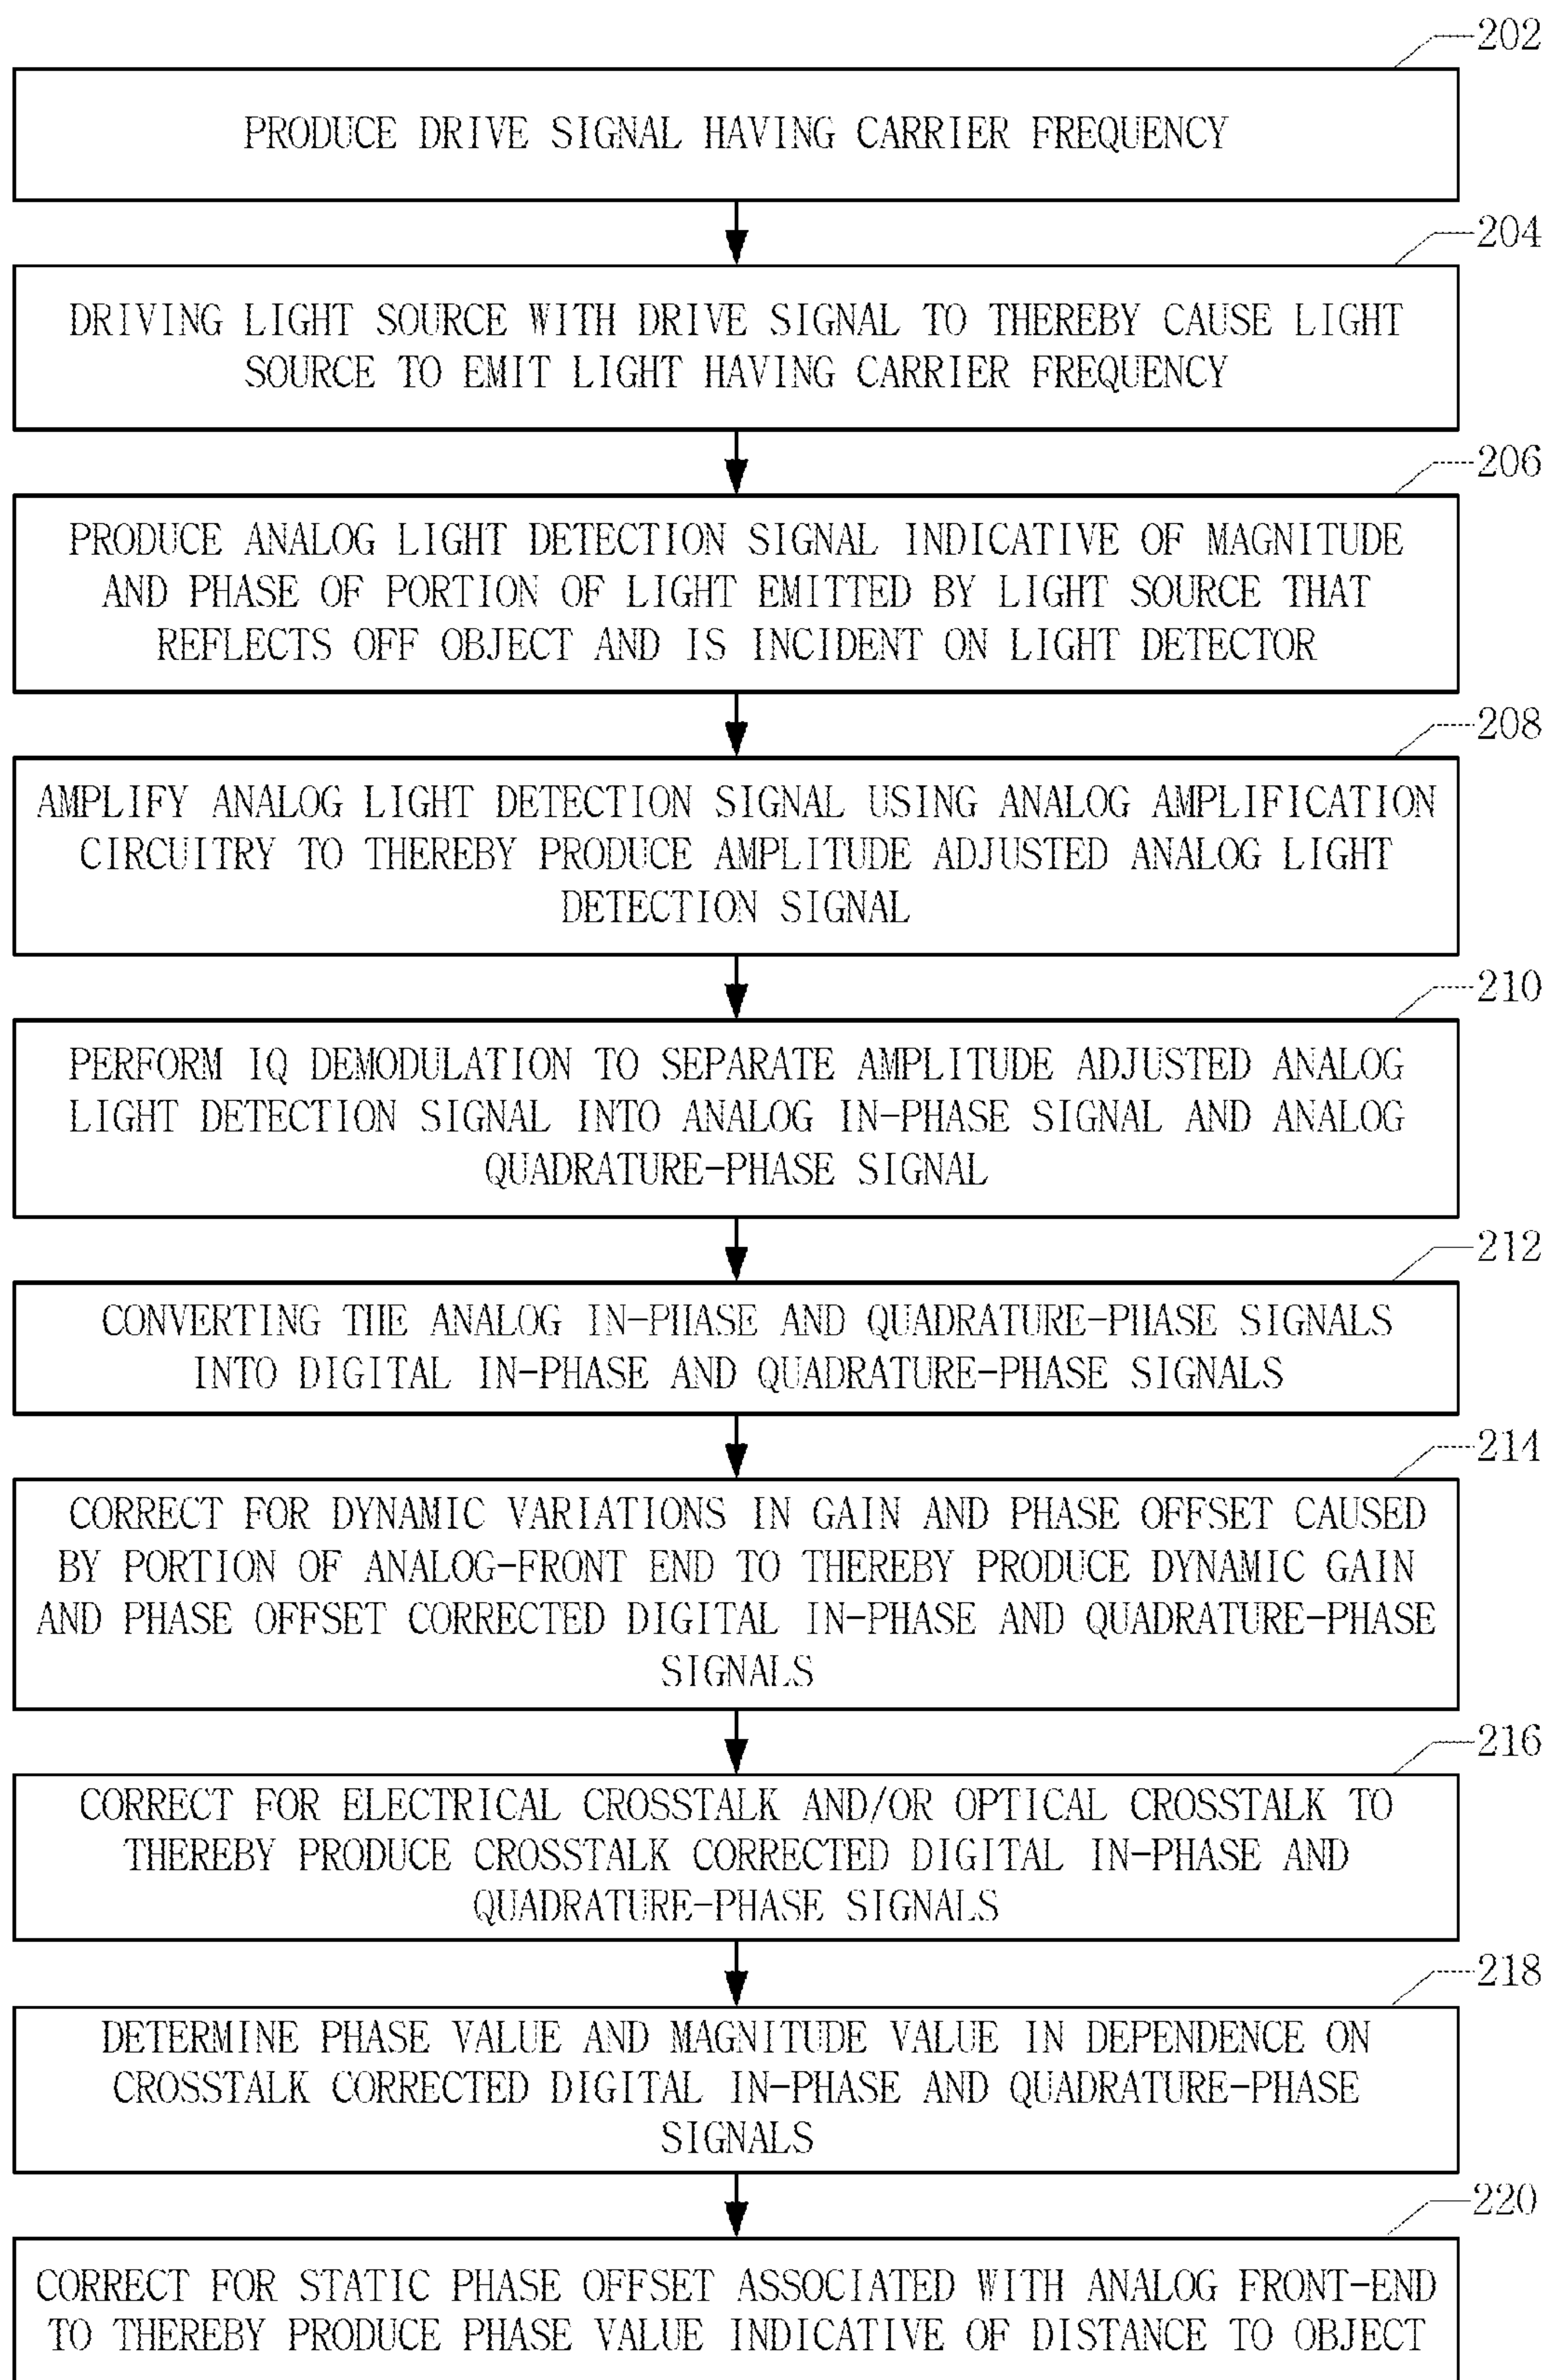 202
PRODUCE DRIVE SIGNAL HAVING CARRIER FREQUENCY
204
DRIVING LIGHT SOURCE WITH DRIVE SIGNAL TO THEREBY CAUSE LIGHT
SOURCE TO EMIT LIGHT HAVING CARRIER FREQUENCY
206
PRODUCE ANALOG LIGHT DETECTION SIGNAL INDICATIVE OF MAGNITUDE
AND PHASE OF PORTION OF LIGHT EMITTED BY LIGHT SOURCE THAT
REFLECTS OFF OBJECT AND IS INCIDENT ON LIGHT DETECTOR
208
AMPLIFY ANALOG LIGHT DETECTION SIGNAL USING ANALOG AMPLIFICATION
CIRCUITRY TO THEREBY PRODUCE AMPLITUDE ADJUSTED ANALOG LIGHT
DETECTION SIGNAL
210
PERFORM IQ DEMODULATION TO SEPARATE AMPLITUDE ADJUSTED ANALOG
LIGHT DETECTION SIGNAL INTO ANALOG IN-PHASE SIGNAL AND ANALOG
QUADRATURE-PHASE SIGNAL
212
CONVERTING THE ANALOG IN-PHASE AND QUADRATURE-PHASE SIGNALS
INTO DIGITAL IN-PHASE AND QUADRATURE-PHASE SIGNALS
214
CORRECT FOR DYNAMIC VARIATIONS IN GAIN AND PHASE OFFSET CAUSED
BY PORTION OF ANALOG-FRONT END TO THEREBY PRODUCE DYNAMIC GAIN
AND PHASE OFFSET CORRECTED DIGITAL IN-PHASE AND QUADRATURE-PHASE
SIGNALS
216
CORRECT FOR ELECTRICAL CROSSTALK AND/OR OPTICAL CROSSTALK TO
THEREBY PRODUCE CROSSTALK CORRECTED DIGITAL IN-PHASE AND
QUADRATURE-PHASE SIGNALS
218
DETERMINE PHASE VALUE AND MAGNITUDE VALUE IN DEPENDENCE ON
CROSSTALK CORRECTED DIGITAL IN-PHASE AND QUADRATURE-PHASE
SIGNALS
220
CORRECT FOR STATIC PHASE OFFSET ASSOCIATED WITH ANALOG FRONT-END
TO THEREBY PRODUCE PHASE VALUE INDICATIVE OF DISTANCE TO OBJECT